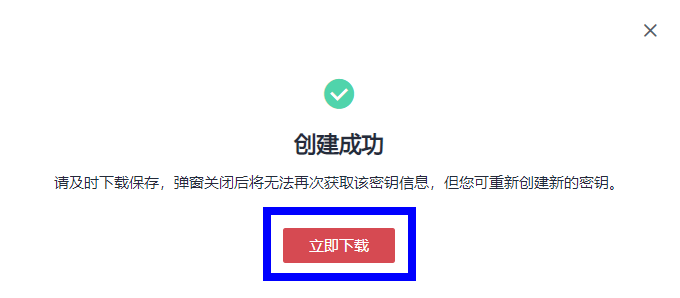 创建成功
请及时下载保存，弹窗关闭后将无法再次获取该密钥信息，但您可重新创建新的密钥。
立即下载